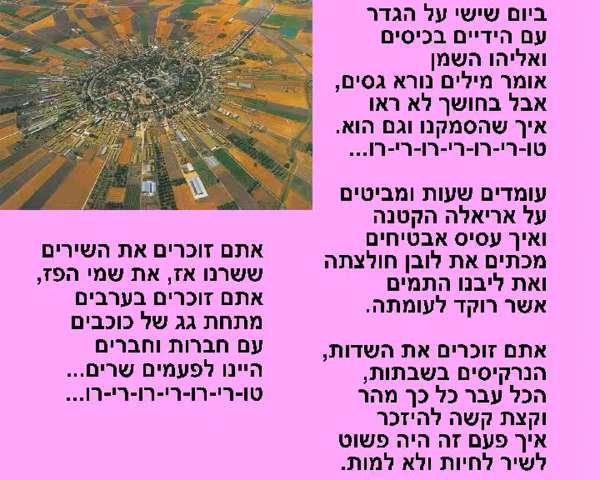 ביום שישי על הגדר
עם הידיים בכיסים
ואליהו השמן
אומר מילים נורא גסים,
אבל בחושך לא ראו
איך שהסמקנו וגם הוא.
טו-רי-רו-רי-רו-רי-רו...
עומדים שעות ומביטים
על אריאלה הקטנה
ואיך עסיס אבטיחים
מכתים את לובן חולצתה
ואת ליבנו התמים
אשר רוקד לעומתה.
אתם זוכרים את השדות,
הנרקיסים בשבתות,
הכל עבר כל כך מהר
וקצת קשה להיזכר
איך פעם זה היה פשוט
לשיר לחיות ולא למות.
אתם זוכרים את השירים
ששרנו אז, את שמי הפז,
אתם זוכרים בערבים
מתחת גג של כוכבים
עם חברות וחברים
היינו לפעמים שרים...
טו-רי-רו-רי-רו-רי-רו...